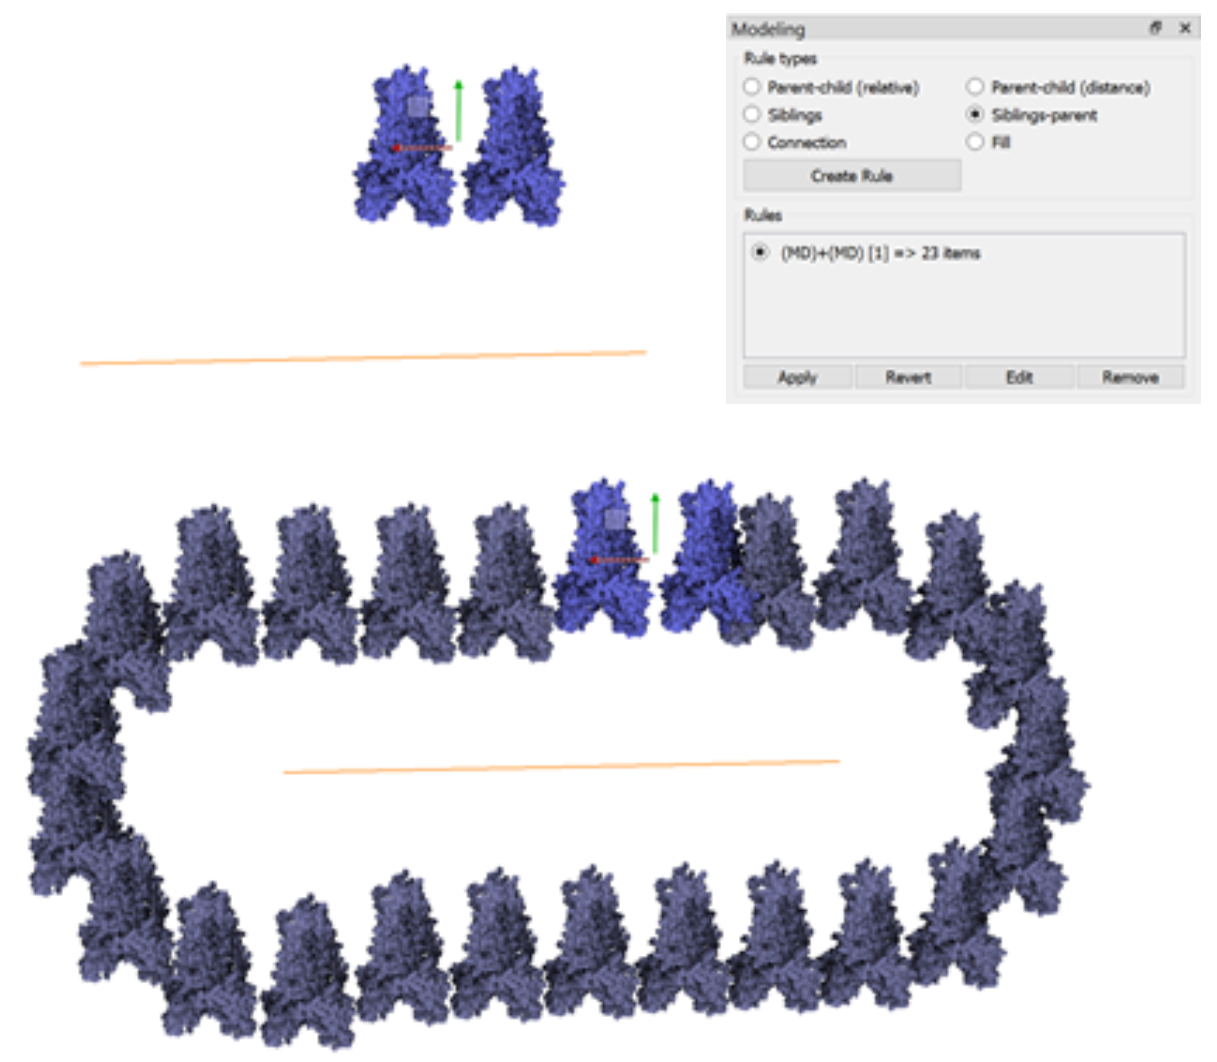 Modeling
Rule types
Parent-child (relative)
Parent-child (distance)
Siblings
Siblings-parent
Connection
Fill
Create Rule
Rules
(MD)+(MD) [1] => 23 items
Apply
Revert
Edit
Remove